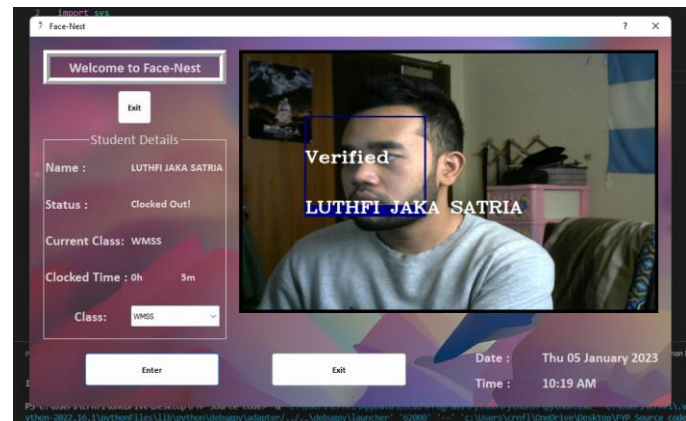 2 import sys
Face-Nest
? ×
Welcome to Face-Nest
Exit
Student Details
Name : LUTHFI JAKA SATRIA
Status : Clocked Out!
Current Class: WMSS
Clocked Time : 0h 5m
Class: WMSS
Verified
LUTHFI JAKA SATRIA
Enter
Exit
Date : Thu 05 January 2023
Time : 10:19 AM